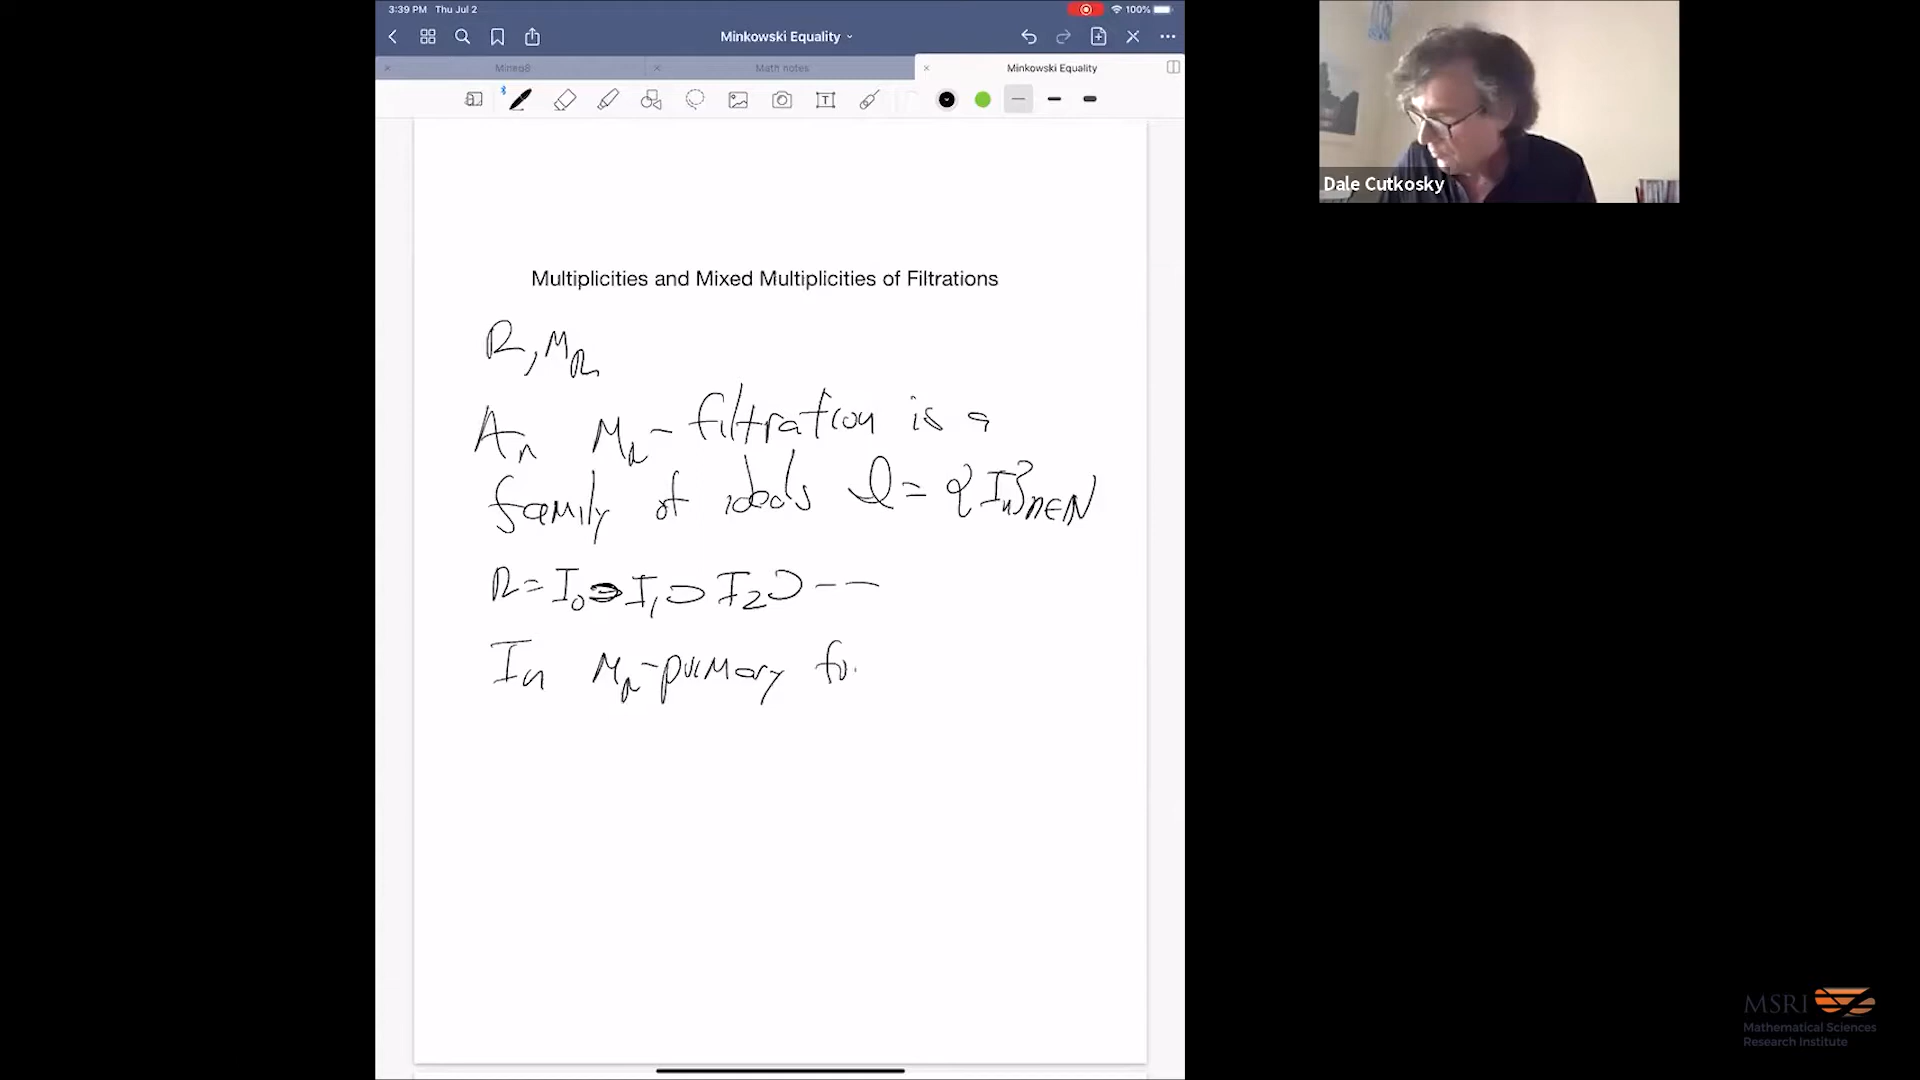 3:39 PM Thu Jul 2
100%
Minkowski Equality
Mineq8
Math notes
Minkowski Equality
Dale Cutkosky
Multiplicities and Mixed Multiplicities of Filtrations
R, m_R
An m_R-filtration is a
family of ideals I = {I_n}_{n∈N}
R = I_0 ⊃ I_1 ⊃ I_2 ⊃ --
I_n m_R-primary fo
MSRI
Mathematical Sciences
Research Institute